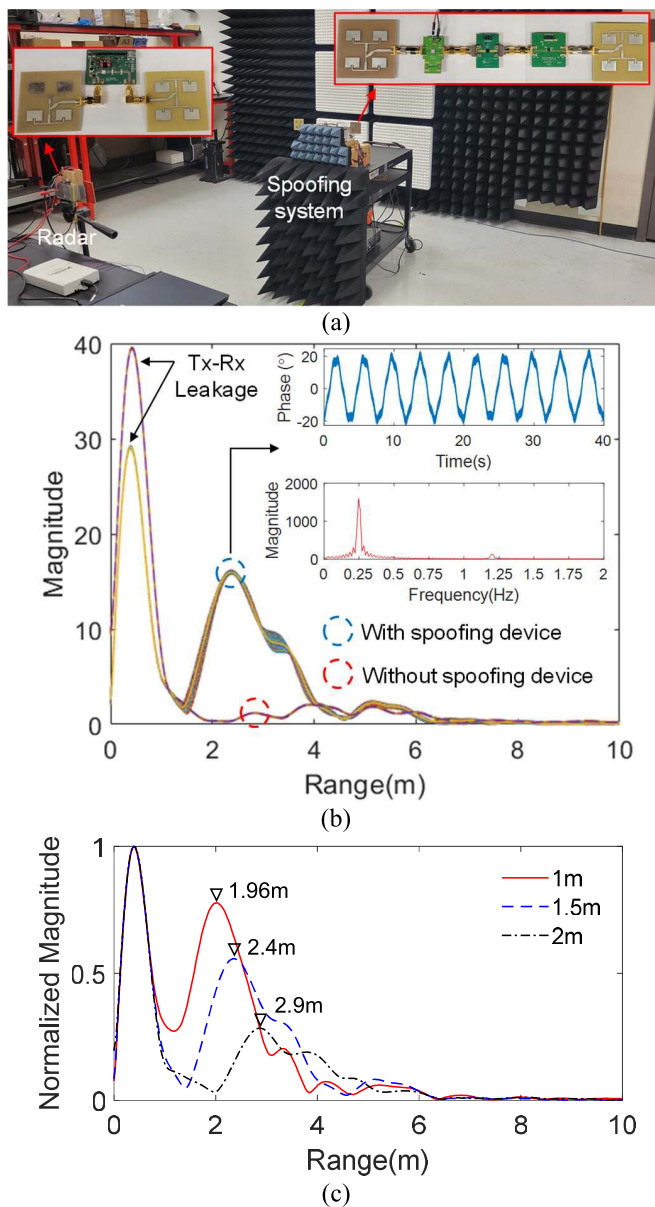 Spoofing
system
Radar
(a)
40
30
20
10
0
Magnitude
Tx-Rx
Leakage
20
0
-20
Phase (°)
0 10 20 30 40
Time(s)
2000
1000
0
Magnitude
0 0.25 0.5 0.75 1 1.25 1.5 1.75 2
Frequency(Hz)
With spoofing device
Without spoofing device
0 2 4 6 8 10
Range(m)
(b)
1
0.5
0
Normalized Magnitude
1.96m
2.4m
2.9m
1m
1.5m
2m
0 2 4 6 8 10
Range(m)
(c)